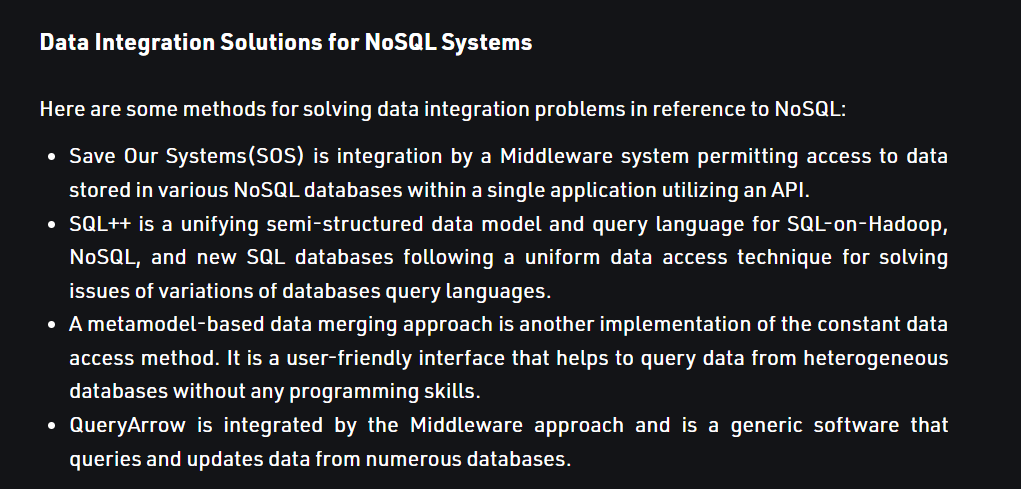 Data Integration Solutions for NoSQL Systems
Here are some methods for solving data integration problems in reference to NoSQL:
• Save Our Systems(SOS) is integration by a Middleware system permitting access to data
stored in various NoSQL databases within a single application utilizing an API.
• SQL++ is a unifying semi-structured data model and query language for SQL-on-Hadoop,
NoSQL, and new SQL databases following a uniform data access technique for solving
issues of variations of databases query languages.
• A metamodel-based data merging approach is another implementation of the constant data
access method. It is a user-friendly interface that helps to query data from heterogeneous
databases without any programming skills.
• QueryArrow is integrated by the Middleware approach and is a generic software that
queries and updates data from numerous databases.